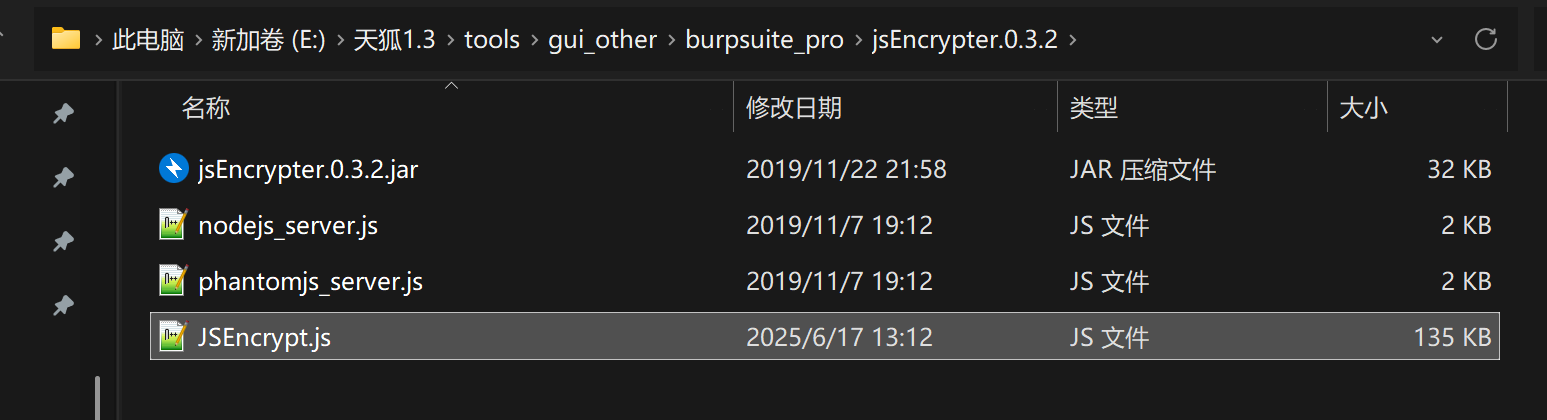 此电脑 > 新加卷 (E:) > 天狐1.3 > tools > gui_other > burpsuite_pro > jsEncrypter.0.3.2 >
名称 修改日期 类型 大小
jsEncrypter.0.3.2.jar 2019/11/22 21:58 JAR 压缩文件 32 KB
nodejs_server.js 2019/11/7 19:12 JS 文件 2 KB
phantomjs_server.js 2019/11/7 19:12 JS 文件 2 KB
JSEncrypt.js 2025/6/17 13:12 JS 文件 135 KB